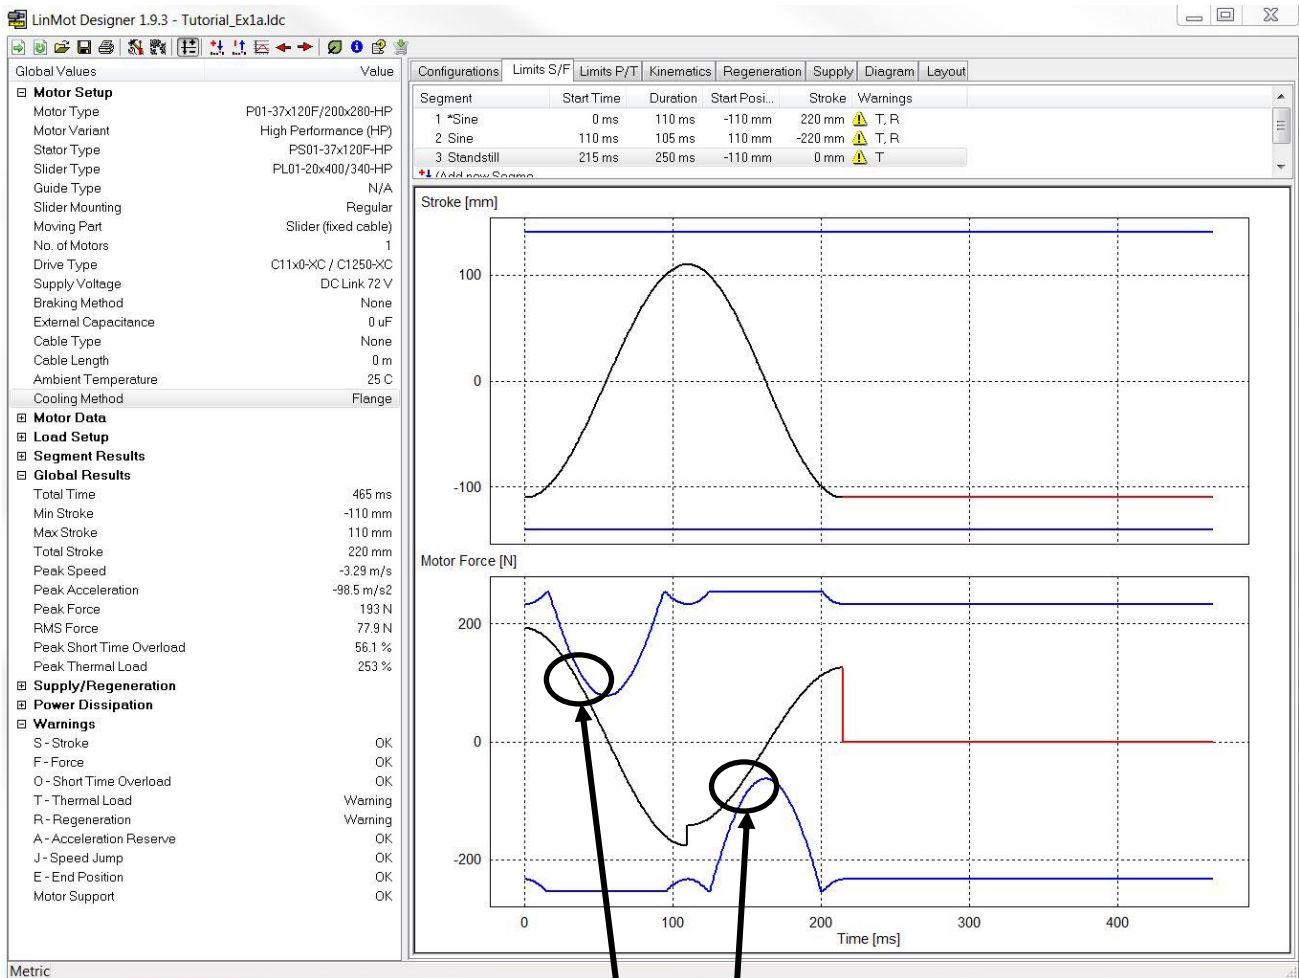 LinMot Designer 1.9.3 - Tutorial_Ex1a.ldc
Global Values Value
Motor Setup
Motor Type P01-37x120F/200x280-HP
Motor Variant High Performance (HP)
Stator Type PS01-37x120F-HP
Slider Type PL01-20x400/340-HP
Guide Type N/A
Slider Mounting Regular
Moving Part Slider (fixed cable)
No. of Motors 1
Drive Type C11x0-XC / C1250-XC
Supply Voltage DC Link 72 V
Braking Method None
External Capacitance 0 uF
Cable Type None
Cable Length 0 m
Ambient Temperature 25 C
Cooling Method Flange
Motor Data
Load Setup
Segment Results
Global Results
Total Time 465 ms
Min Stroke -110 mm
Max Stroke 110 mm
Total Stroke 220 mm
Peak Speed -3.29 m/s
Peak Acceleration -98.5 m/s2
Peak Force 193 N
RMS Force 77.9 N
Peak Short Time Overload 56.1 %
Peak Thermal Load 253 %
Supply/Regeneration
Power Dissipation
Warnings
S - Stroke OK
F - Force OK
O - Short Time Overload OK
T - Thermal Load Warning
R - Regeneration Warning
A - Acceleration Reserve OK
J - Speed Jump OK
E - End Position OK
Motor Support OK
Configurations Limits S/F Limits P/T Kinematics Regeneration Supply Diagram Layout
Segment Start Time Duration Start Posi... Stroke Warnings
1 *Sine 0 ms 110 ms -110 mm 220 mm T, R
2 Sine 110 ms 105 ms 110 mm -220 mm T, R
3 Standstill 215 ms 250 ms -110 mm 0 mm T
(Add new Segme
Stroke [mm]
100
0
-100
Motor Force [N]
200
0
-200
0 100 200 300 400
Time [ms]
Metric